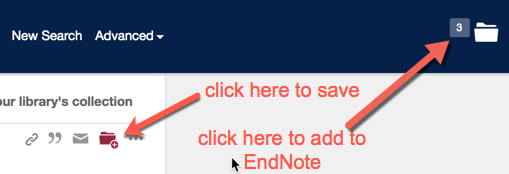 3
New Search Advanced
our library's collection
click here to save
click here to add to
EndNote